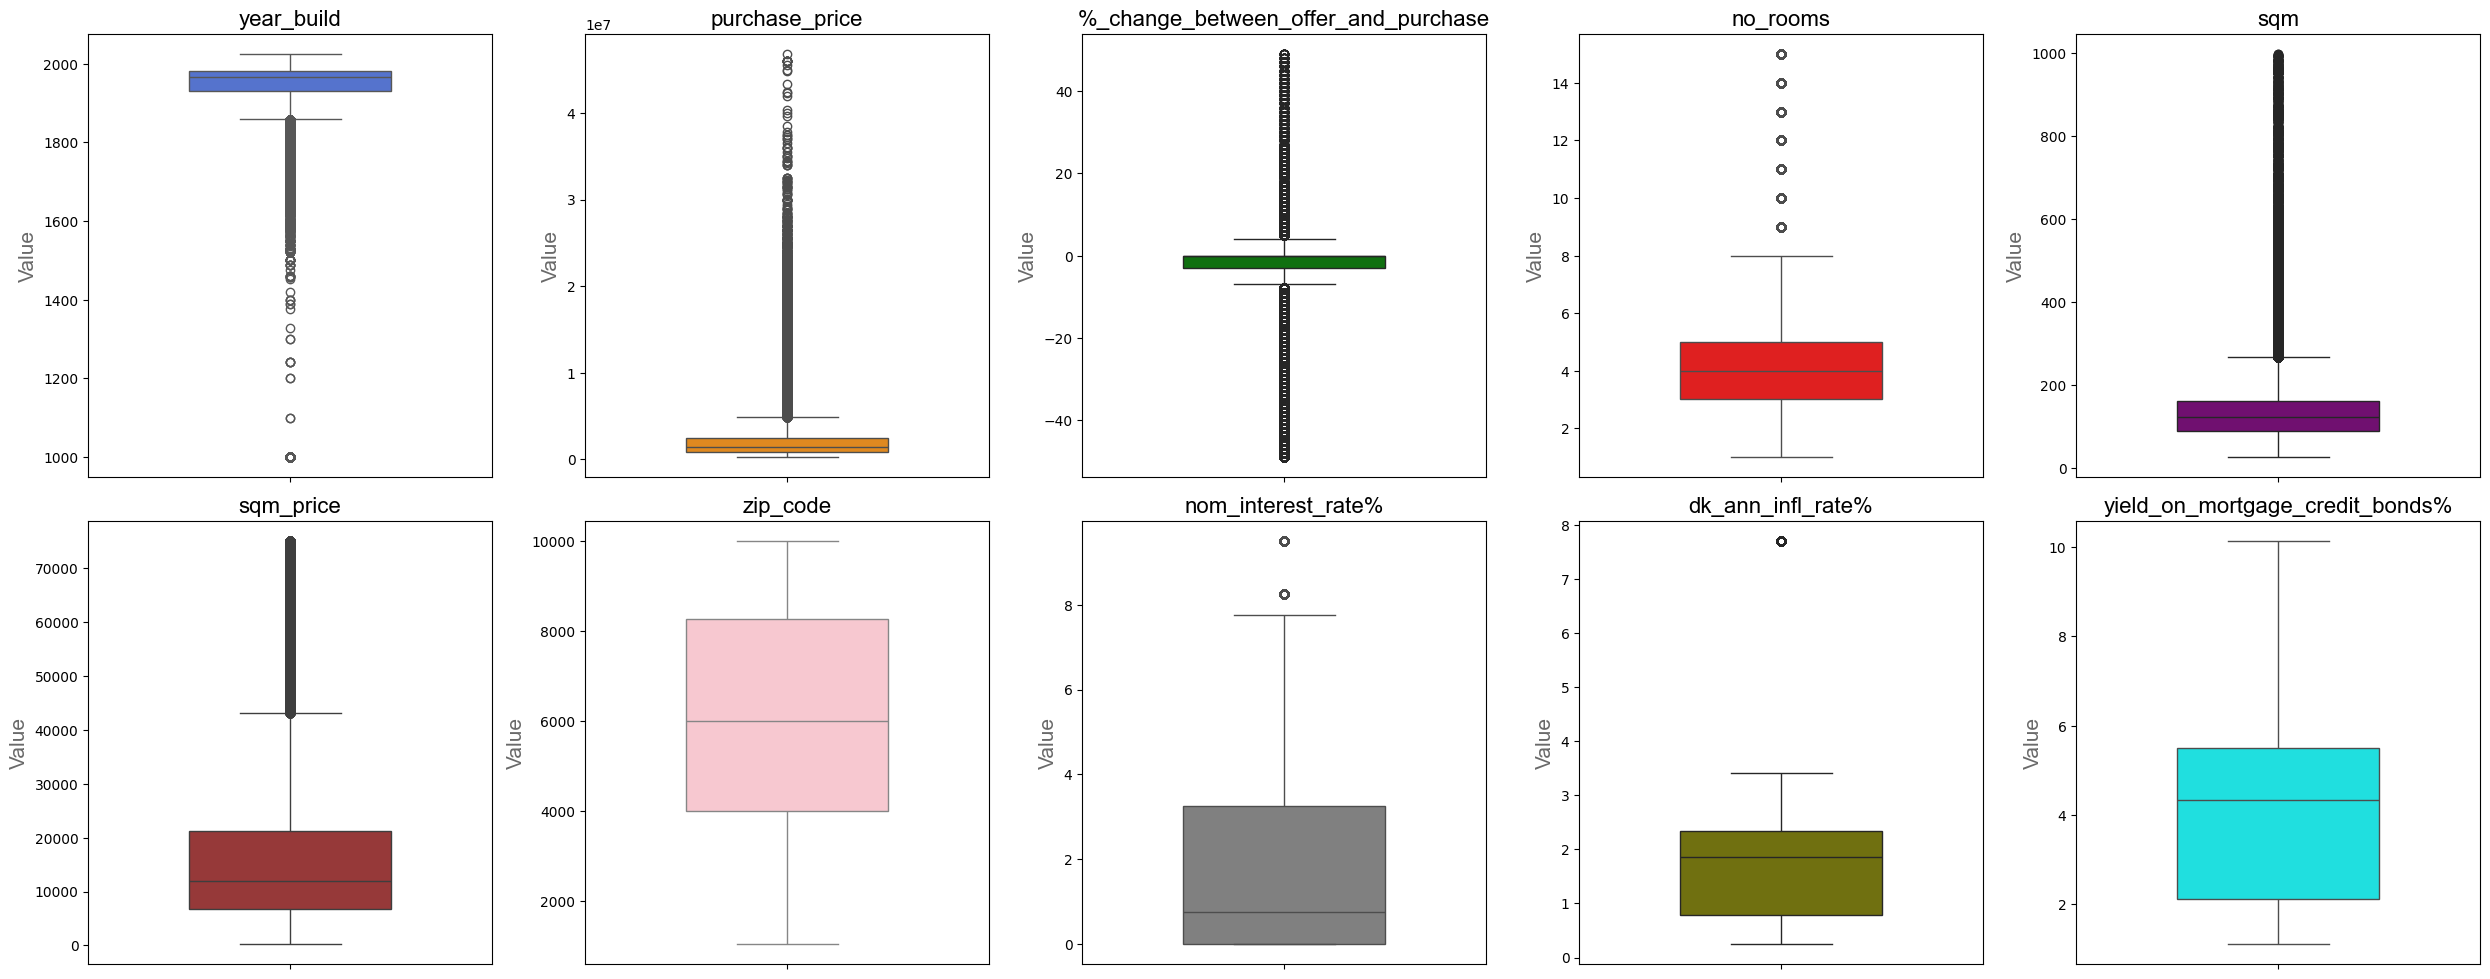 year_build
2000
1800
1600
1400
1200
1000
Value
purchase_price
1e7
4
3
2
1
0
Value
%_change_between_offer_and_purchase
40
20
0
−20
−40
Value
no_rooms
14
12
10
8
6
4
2
Value
sqm
1000
800
600
400
200
0
Value
sqm_price
70000
60000
50000
40000
30000
20000
10000
0
Value
zip_code
10000
8000
6000
4000
2000
Value
nom_interest_rate%
8
6
4
2
0
Value
dk_ann_infl_rate%
8
7
6
5
4
3
2
1
0
Value
yield_on_mortgage_credit_bonds%
10
8
6
4
2
Value